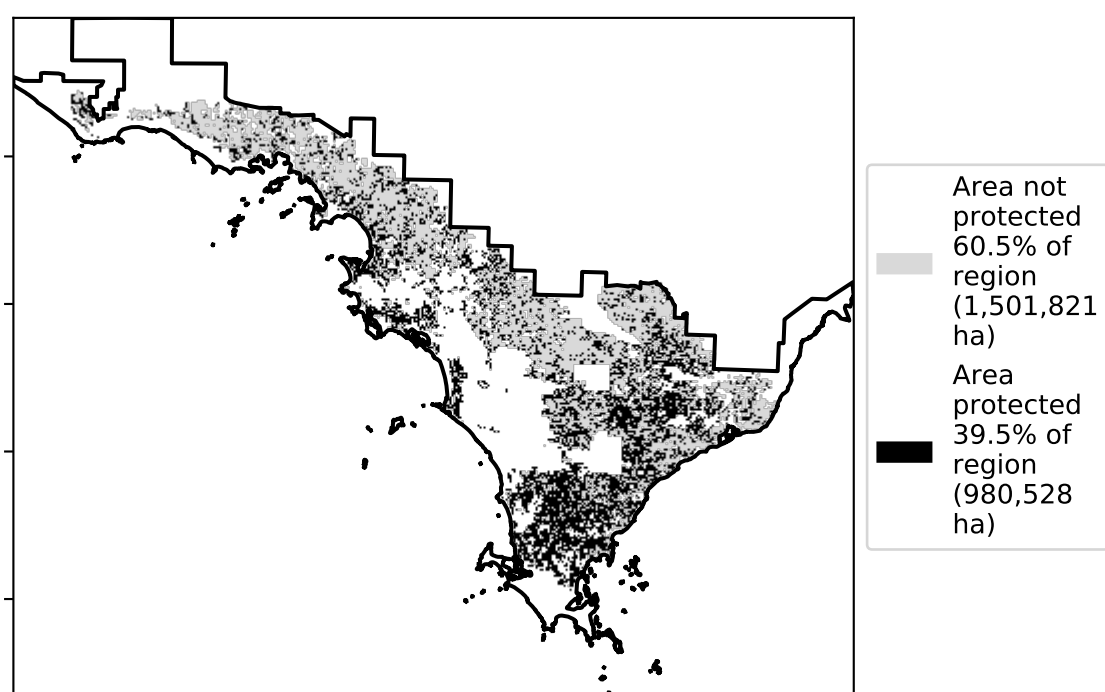 Area not
protected
60.5% of
region
(1,501,821
ha)
Area
protected
39.5% of
region
(980,528
ha)